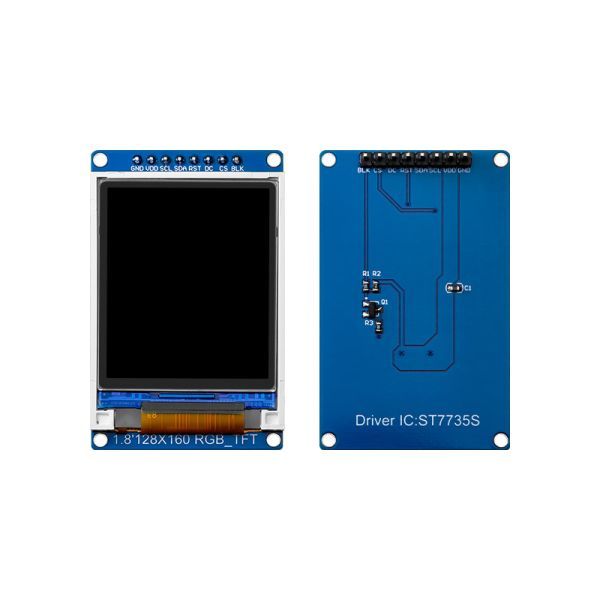 GND VDD SCL SDA RST DC CS BLK
1.8'128X160 RGB_TFT
BLK CS DC RST SDA SCL VDD GND
R1 R2
C1
Q1
R3
Driver IC:ST7735S